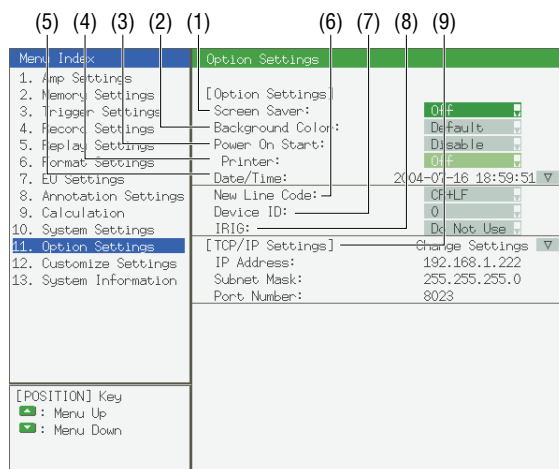 (5) (4) (3) (2) (1) (6) (7) (8) (9)
Menu Index
1. Amp Settings
2. Memory Settings
3. Trigger Settings
4. Record Settings
5. Replay Settings
6. Format Settings
7. EU Settings
8. Annotation Settings
9. Calculation
10. System Settings
11. Option Settings
12. Customize Settings
13. System Information
[POSITION] Key
: Menu Up
: Menu Down
Option Settings
[Option Settings]
Screen Saver: Off
Background Color: Default
Power On Start: Disable
Printer: Off
Date/Time: 2004-07-16 18:59:51
New Line Code: CR+LF
Device ID: 0
IRIG: Do Not Use
[TCP/IP Settings] Change Settings
IP Address: 192.168.1.222
Subnet Mask: 255.255.255.0
Port Number: 8023